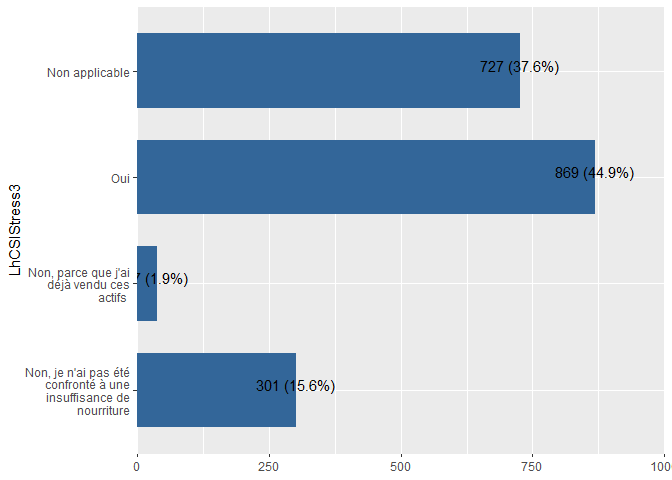 LhCSIStress3
Non applicable
727 (37.6%)
Oui
869 (44.9%)
Non, parce que j'ai
déjà vendu ces
actifs
7 (1.9%)
Non, je n'ai pas été
confronté à une
insuffisance de
nourriture
301 (15.6%)
0
250
500
750
100